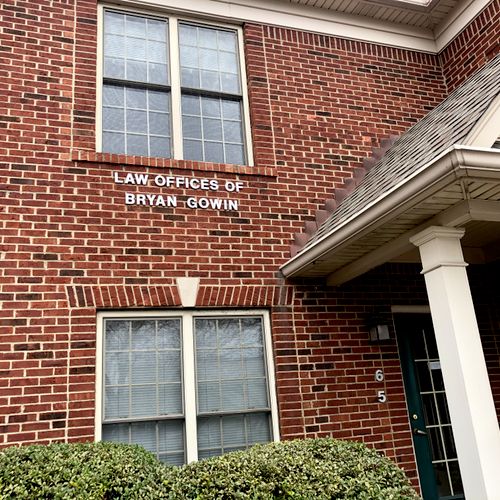 LAW OFFICES OF
BRYAN GOWIN
6
5